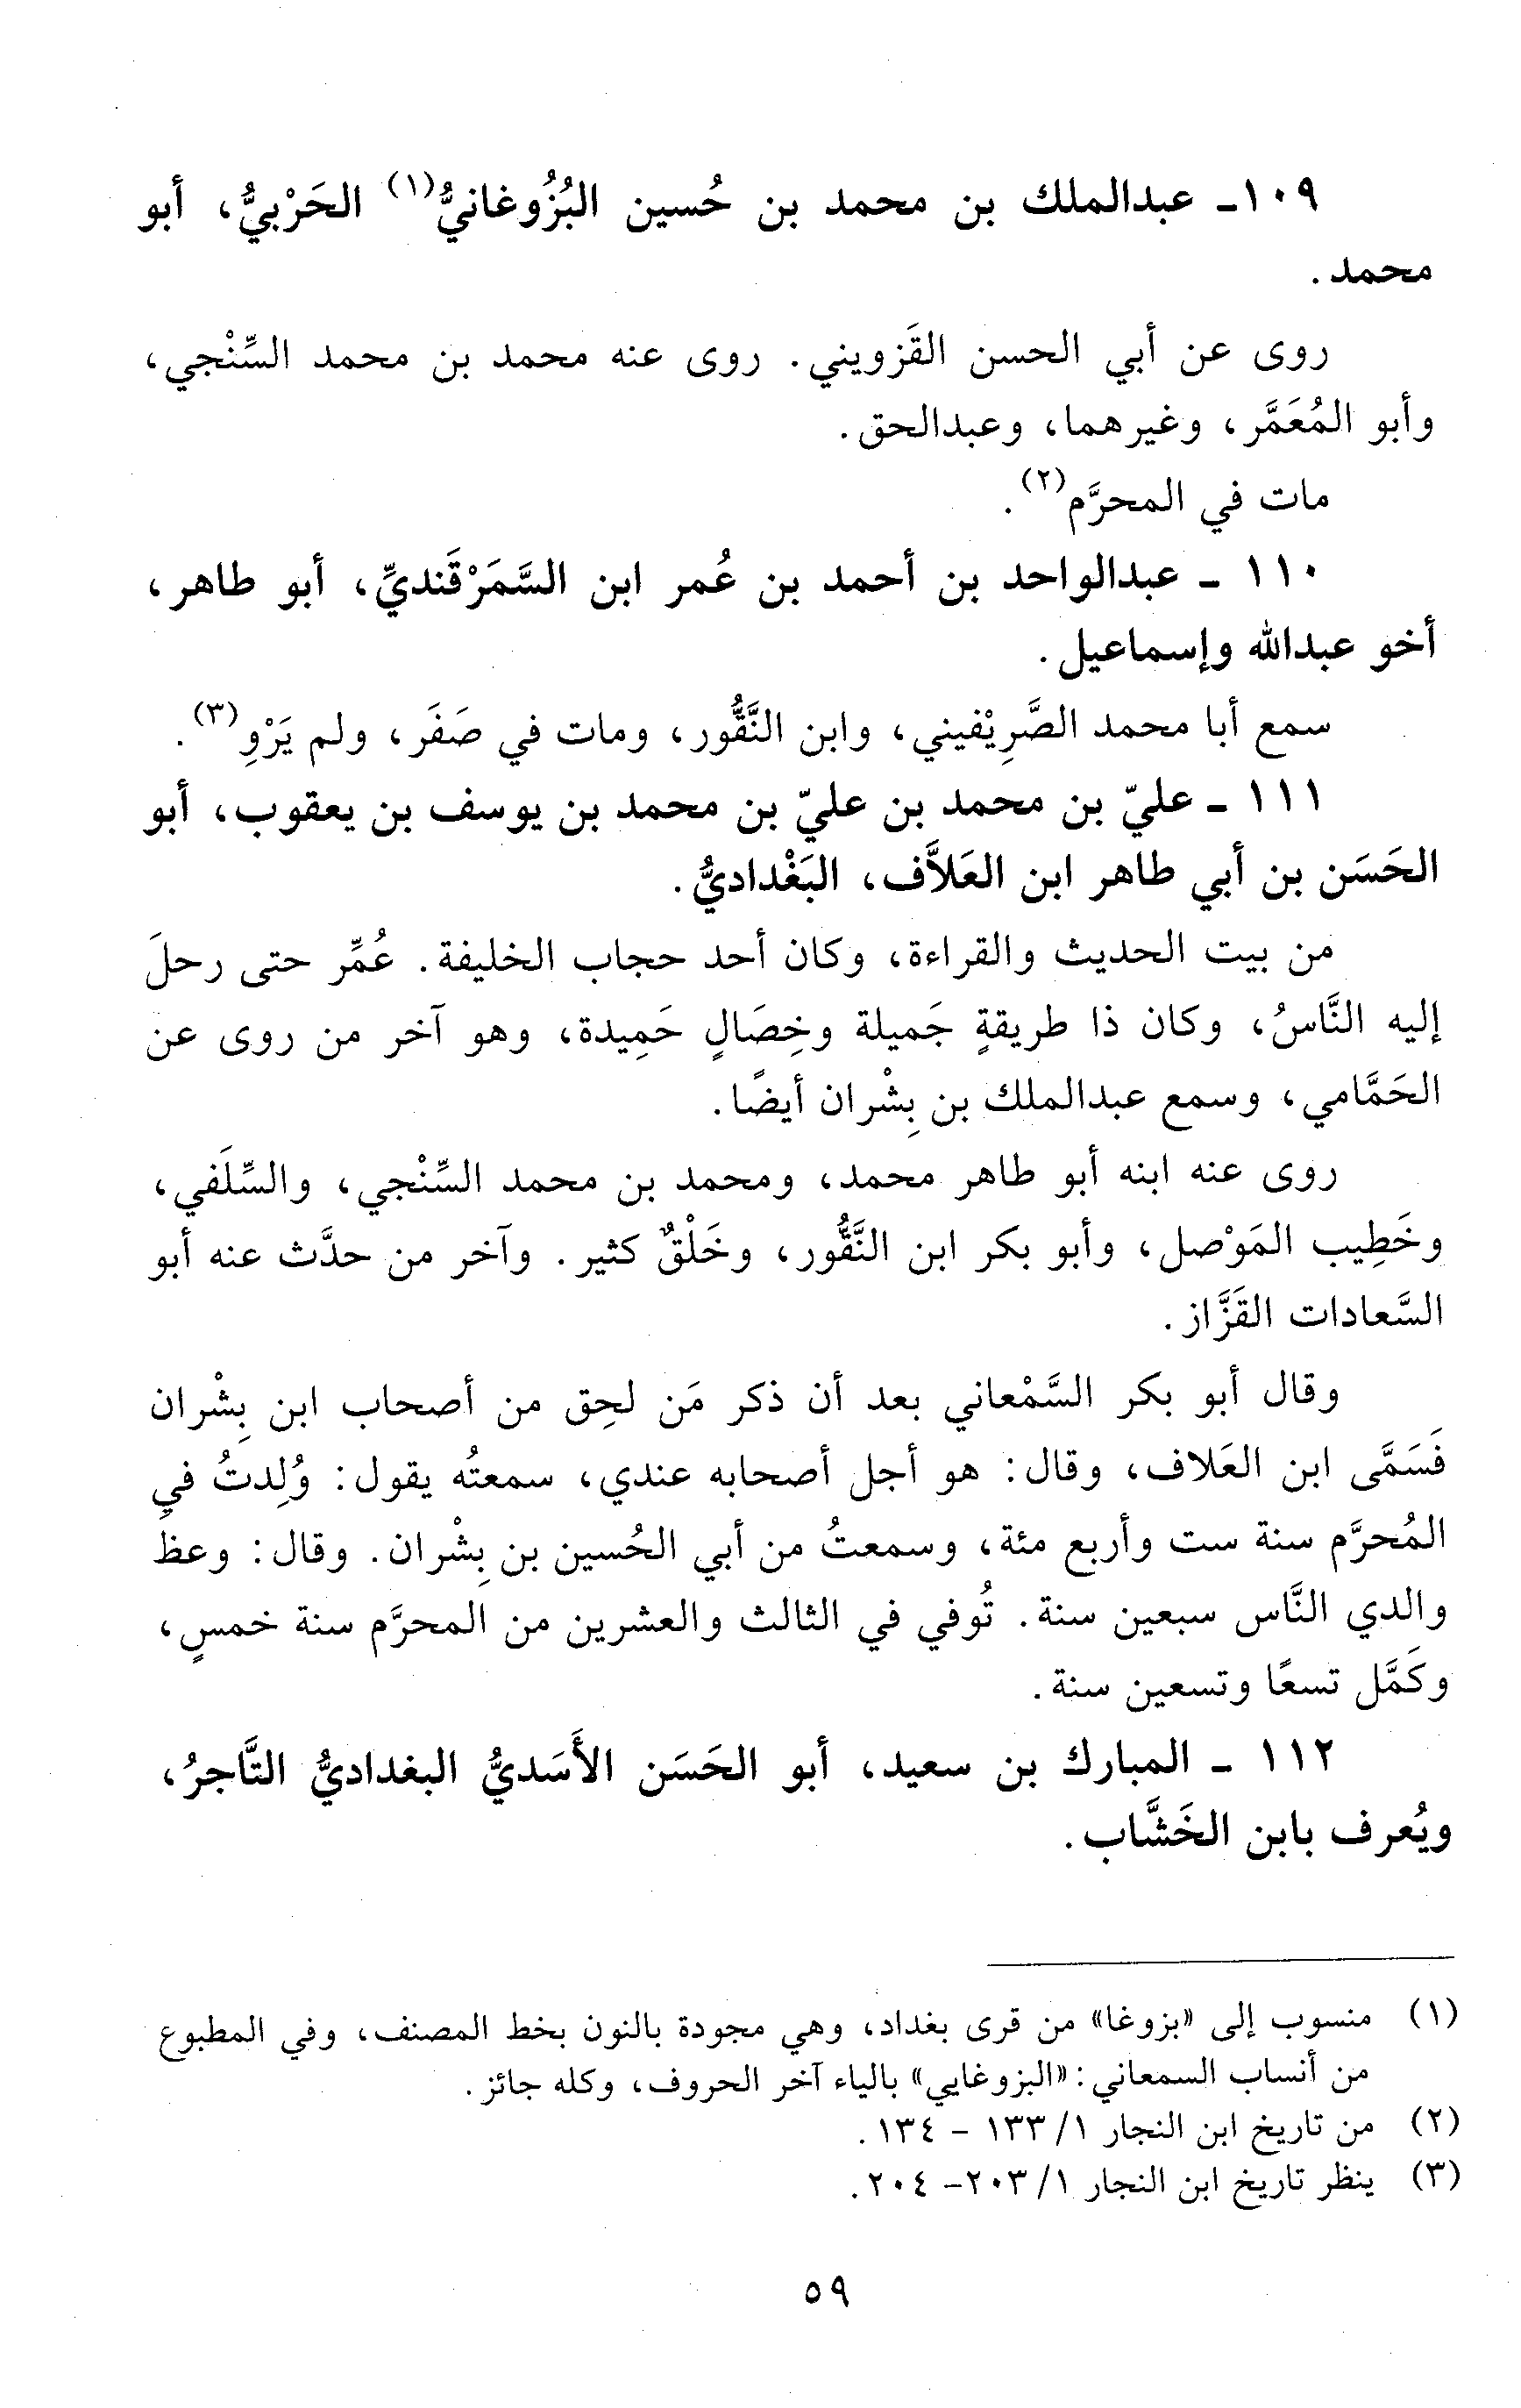 ١٠٩- عبدالملك بن محمد بن حُسين البُزُوغانيُّ(١) الحَرْبيُّ، أبو
محمد.
روى عن أبي الحسن القَزويني. روى عنه محمد بن محمد السِّنْجي،
وأبو المُعَمَّر، وغيرهما، وعبدالحق.
مات في المحرَّم(٢).
١١٠ - عبدالواحد بن أحمد بن عُمر ابن السَّمَرْقَنديِّ، أبو طاهر،
أخو عبدالله وإسماعيل.
سمع أبا محمد الصَّرِيْفيني، وابن النَّقُّور، ومات في صَفَر، ولم يَرْوِ(٣).
١١١ - عليّ بن محمد بن عليّ بن محمد بن يوسف بن يعقوب، أبو
الحَسَن بن أبي طاهر ابن العَلاَّف، البَغْداديُّ.
من بيت الحديث والقراءة، وكان أحد حجاب الخليفة. عُمِّر حتى رحلَ
إليه النَّاسُ، وكان ذا طريقةٍ جَميلة وخِصَالٍ حَمِيدة، وهو آخر من روى عن
الحَمَّامي، وسمع عبدالملك بن بِشْران أيضًا.
روى عنه ابنه أبو طاهر محمد، ومحمد بن محمد السِّنْجي، والسِّلَفي،
وخَطِيب المَوْصل، وأبو بكر ابن النَّقُّور، وخَلْقٌ كثير. وآخر من حدَّث عنه أبو
السَّعادات القَزَّاز.
وقال أبو بكر السَّمْعاني بعد أن ذكر مَن لحِق من أصحاب ابن بِشْران
فَسَمَّى ابن العَلاف، وقال: هو أجل أصحابه عندي، سمعتُه يقول: وُلِدتُ في
المُحرَّم سنة ست وأربع مئة، وسمعتُ من أبي الحُسين بن بِشْران. وقال: وعظَ
والدي النَّاس سبعين سنة. تُوفي في الثالث والعشرين من المحرَّم سنة خمسٍ،
وكَمَّل تسعًا وتسعين سنة.
١١٢ - المبارك بن سعيد، أبو الحَسَن الأَسَديُّ البغداديُّ التَّاجرُ،
ويُعرف بابن الخَشَّاب.
(١) منسوب إلى «بزوغا» من قرى بغداد، وهي مجودة بالنون بخط المصنف، وفي المطبوع
من أنساب السمعاني: «البزوغايي» بالياء آخر الحروف، وكله جائز.
(٢) من تاريخ ابن النجار ١/ ١٣٣ - ١٣٤.
(٣) ينظر تاريخ ابن النجار ١/ ٢٠٣- ٢٠٤.
٥٩